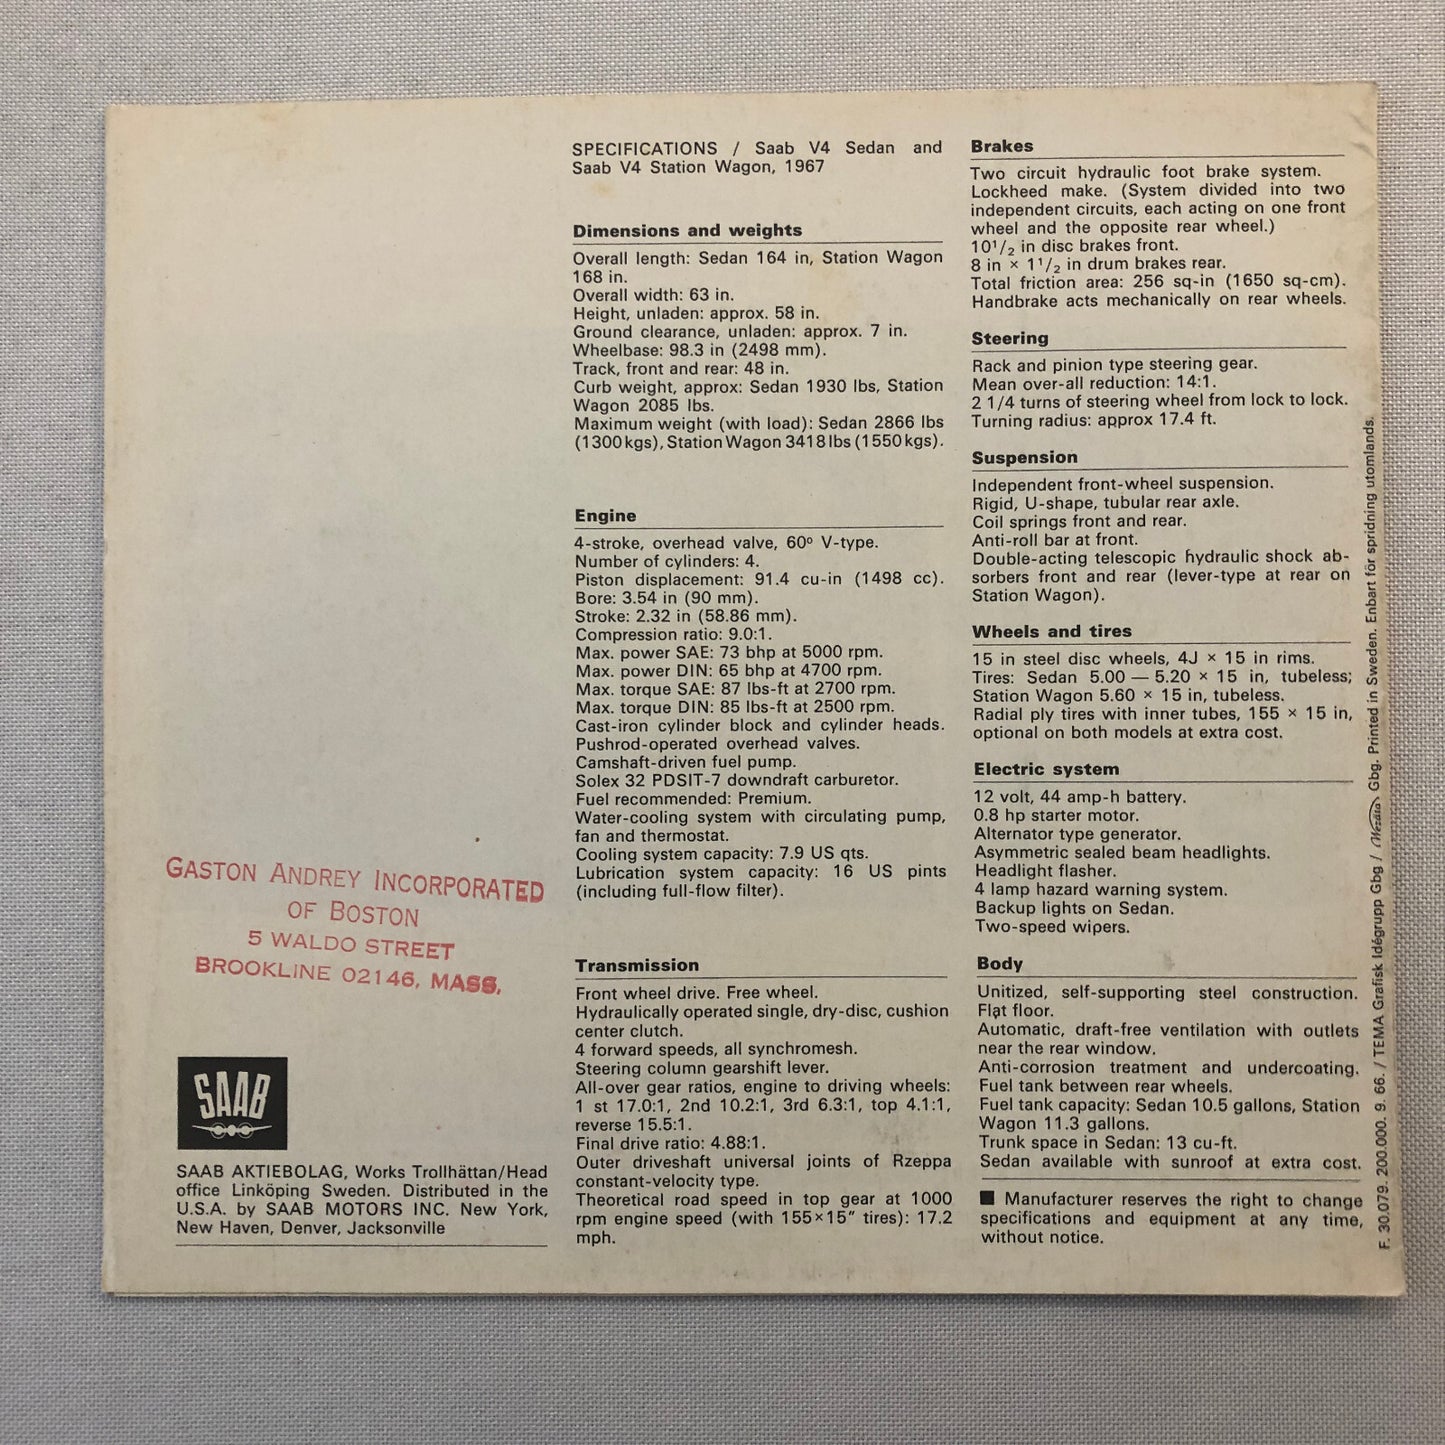 GASTON ANDREY INCORPORATED
OF BOSTON
5 WALDO STREET
BROOKLINE 02146, MASS.
SAAB
SAAB AKTIEBOLAG, Works Trollhättan/Head
office Linköping Sweden. Distributed in the
U.S.A. by SAAB MOTORS INC. New York,
New Haven, Denver, Jacksonville
SPECIFICATIONS / Saab V4 Sedan and
Saab V4 Station Wagon, 1967
Dimensions and weights
Overall length: Sedan 164 in, Station Wagon
168 in.
Overall width: 63 in.
Height, unladen: approx. 58 in.
Ground clearance, unladen: approx. 7 in.
Wheelbase: 98.3 in (2498 mm).
Track, front and rear: 48 in.
Curb weight, approx: Sedan 1930 lbs, Station
Wagon 2085 lbs.
Maximum weight (with load): Sedan 2866 lbs
(1300 kgs), Station Wagon 3418 lbs (1550 kgs).
Engine
4-stroke, overhead valve, 60º V-type.
Number of cylinders: 4.
Piston displacement: 91.4 cu-in (1498 cc).
Bore: 3.54 in (90 mm).
Stroke: 2.32 in (58.86 mm).
Compression ratio: 9.0:1.
Max. power SAE: 73 bhp at 5000 rpm.
Max. power DIN: 65 bhp at 4700 rpm.
Max. torque SAE: 87 lbs-ft at 2700 rpm.
Max. torque DIN: 85 lbs-ft at 2500 rpm.
Cast-iron cylinder block and cylinder heads.
Pushrod-operated overhead valves.
Camshaft-driven fuel pump.
Solex 32 PDSIT-7 downdraft carburetor.
Fuel recommended: Premium.
Water-cooling system with circulating pump,
fan and thermostat.
Cooling system capacity: 7.9 US qts.
Lubrication system capacity: 16 US pints
(including full-flow filter).
Transmission
Front wheel drive. Free wheel.
Hydraulically operated single, dry-disc, cushion
center clutch.
4 forward speeds, all synchromesh.
Steering column gearshift lever.
All-over gear ratios, engine to driving wheels:
1 st 17.0:1, 2nd 10.2:1, 3rd 6.3:1, top 4.1:1,
reverse 15.5:1.
Final drive ratio: 4.88:1.
Outer driveshaft universal joints of Rzeppa
constant-velocity type.
Theoretical road speed in top gear at 1000
rpm engine speed (with 155×15″ tires): 17.2
mph.
Brakes
Two circuit hydraulic foot brake system.
Lockheed make. (System divided into two
independent circuits, each acting on one front
wheel and the opposite rear wheel.)
10 1/2 in disc brakes front.
8 in × 1 1/2 in drum brakes rear.
Total friction area: 256 sq-in (1650 sq-cm).
Handbrake acts mechanically on rear wheels.
Steering
Rack and pinion type steering gear.
Mean over-all reduction: 14:1.
2 1/4 turns of steering wheel from lock to lock.
Turning radius: approx 17.4 ft.
Suspension
Independent front-wheel suspension.
Rigid, U-shape, tubular rear axle.
Coil springs front and rear.
Anti-roll bar at front.
Double-acting telescopic hydraulic shock ab-
sorbers front and rear (lever-type at rear on
Station Wagon).
Wheels and tires
15 in steel disc wheels, 4J × 15 in rims.
Tires: Sedan 5.00 — 5.20 × 15 in, tubeless;
Station Wagon 5.60 × 15 in, tubeless.
Radial ply tires with inner tubes, 155 × 15 in,
optional on both models at extra cost.
Electric system
12 volt, 44 amp-h battery.
0.8 hp starter motor.
Alternator type generator.
Asymmetric sealed beam headlights.
Headlight flasher.
4 lamp hazard warning system.
Backup lights on Sedan.
Two-speed wipers.
Body
Unitized, self-supporting steel construction.
Flat floor.
Automatic, draft-free ventilation with outlets
near the rear window.
Anti-corrosion treatment and undercoating.
Fuel tank between rear wheels.
Fuel tank capacity: Sedan 10.5 gallons, Station
Wagon 11.3 gallons.
Trunk space in Sedan: 13 cu-ft.
Sedan available with sunroof at extra cost.
■ Manufacturer reserves the right to change
specifications and equipment at any time,
without notice.
F. 30.079. 200.000. 9. 66. / TEMA Grafisk Idégrupp Gbg / Wezäta Gbg. Printed in Sweden. Enbart för spridning utomlands.